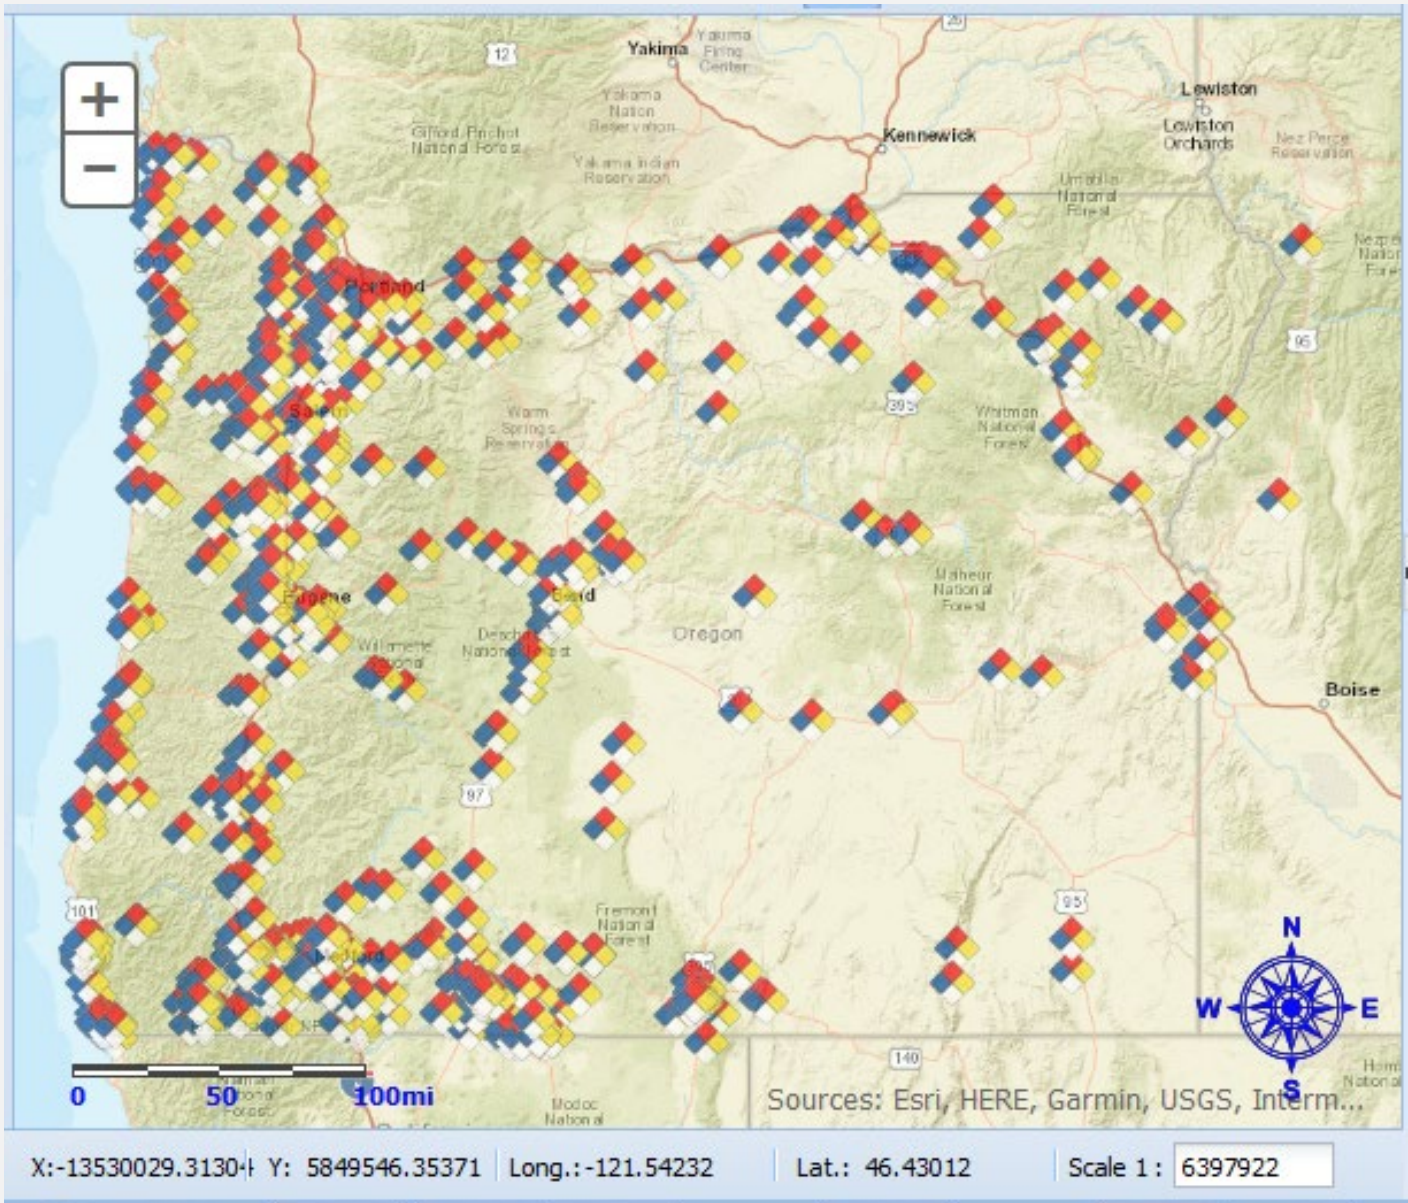 26
12
Yakima
Yakima
Firing
Center
+
Lewiston
Yakama
Nation
Reservation
Lewiston
Orchards
Nez Perce
Reservation
Kennewick
Gifford Pinchot
National Forest
−
Yakama Indian
Reservation
Umatilla
National
Forest
Portland
95
395
Salem
Warm
Springs
Reservation
Whitman
National
Forest
Malheur
National
Forest
Eugene
Bend
Oregon
Willamette
National
National Forest
Boise
97
95
101
Fremont
National
Forest
Medford
N
W
E
S
140
0
50
100mi
National
Forest
Modoc
National
Sources: Esri, HERE, Garmin, USGS, Interm...
X:-13530029.3130
Y: 5849546.35371
Long.:-121.54232
Lat.: 46.43012
Scale 1 :
6397922